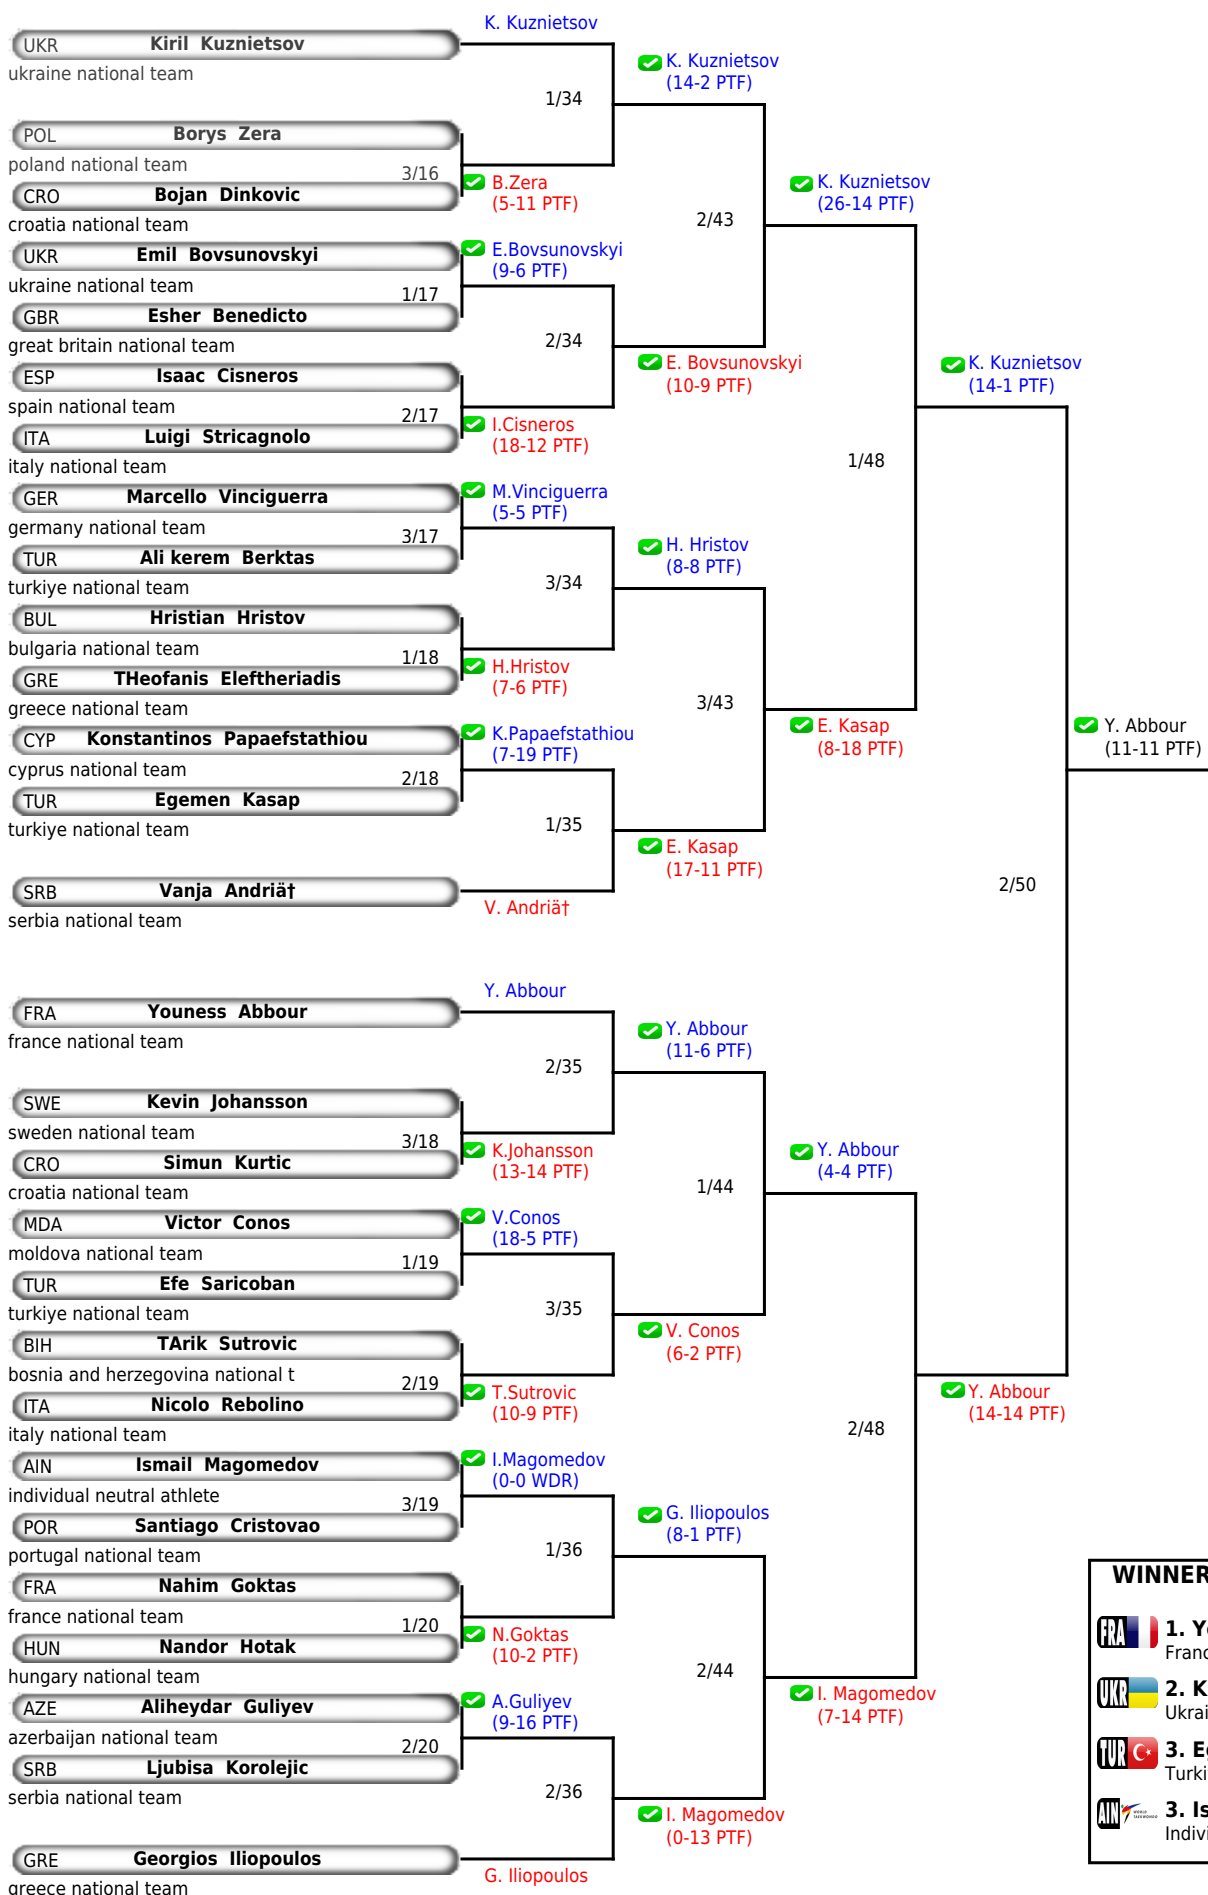 K. Kuznietsov
UKR Kiril Kuznietsov
ukraine national team
K. Kuznietsov
(14-2 PTF)
1/34
POL Borys Zera
poland national team
3/16
B.Zera
(5-11 PTF)
CRO Bojan Dinkovic
croatia national team
K. Kuznietsov
(26-14 PTF)
2/43
UKR Emil Bovsunovskyi
ukraine national team
E.Bovsunovskyi
(9-6 PTF)
1/17
GBR Esher Benedicto
great britain national team
2/34
E. Bovsunovskyi
(10-9 PTF)
ESP Isaac Cisneros
spain national team
2/17
I.Cisneros
(18-12 PTF)
ITA Luigi Stricagnolo
italy national team
K. Kuznietsov
(14-1 PTF)
1/48
GER Marcello Vinciguerra
germany national team
M.Vinciguerra
(5-5 PTF)
3/17
TUR Ali kerem Berktas
turkiye national team
H. Hristov
(8-8 PTF)
3/34
BUL Hristian Hristov
bulgaria national team
1/18
H.Hristov
(7-6 PTF)
GRE THeofanis Eleftheriadis
greece national team
3/43
E. Kasap
(8-18 PTF)
CYP Konstantinos Papaefstathiou
cyprus national team
K.Papaefstathiou
(7-19 PTF)
2/18
TUR Egemen Kasap
turkiye national team
1/35
E. Kasap
(17-11 PTF)
SRB Vanja Andriä†
serbia national team
V. Andriä†
Y. Abbour
(11-11 PTF)
2/50
Y. Abbour
FRA Youness Abbour
france national team
Y. Abbour
(11-6 PTF)
2/35
SWE Kevin Johansson
sweden national team
3/18
K.Johansson
(13-14 PTF)
CRO Simun Kurtic
croatia national team
Y. Abbour
(4-4 PTF)
1/44
MDA Victor Conos
moldova national team
V.Conos
(18-5 PTF)
1/19
TUR Efe Saricoban
turkiye national team
3/35
V. Conos
(6-2 PTF)
BIH TArik Sutrovic
bosnia and herzegovina national t
2/19
T.Sutrovic
(10-9 PTF)
ITA Nicolo Rebolino
italy national team
Y. Abbour
(14-14 PTF)
2/48
AIN Ismail Magomedov
individual neutral athlete
I.Magomedov
(0-0 WDR)
3/19
POR Santiago Cristovao
portugal national team
G. Iliopoulos
(8-1 PTF)
1/36
FRA Nahim Goktas
france national team
1/20
N.Goktas
(10-2 PTF)
HUN Nandor Hotak
hungary national team
2/44
I. Magomedov
(7-14 PTF)
AZE Aliheydar Guliyev
azerbaijan national team
A.Guliyev
(9-16 PTF)
2/20
SRB Ljubisa Korolejic
serbia national team
2/36
I. Magomedov
(0-13 PTF)
GRE Georgios Iliopoulos
greece national team
G. Iliopoulos
WINNER
FRA 1. Y
Franc
UKR 2. K
Ukrai
TUR 3. Eg
Turki
AIN 3. Is
Indivi